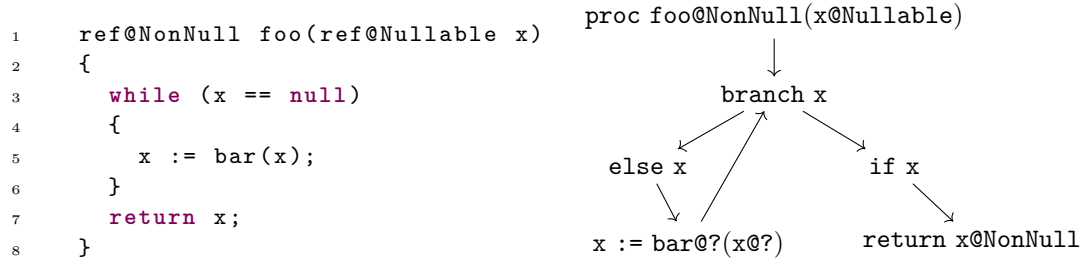 1 ref@NonNull foo(ref@Nullable x)
2 {
3 while (x == null)
4 {
5 x := bar(x);
6 }
7 return x;
8 }
proc foo@NonNull(x@Nullable)
branch x
else x
if x
x := bar@?(x@?)
return x@NonNull